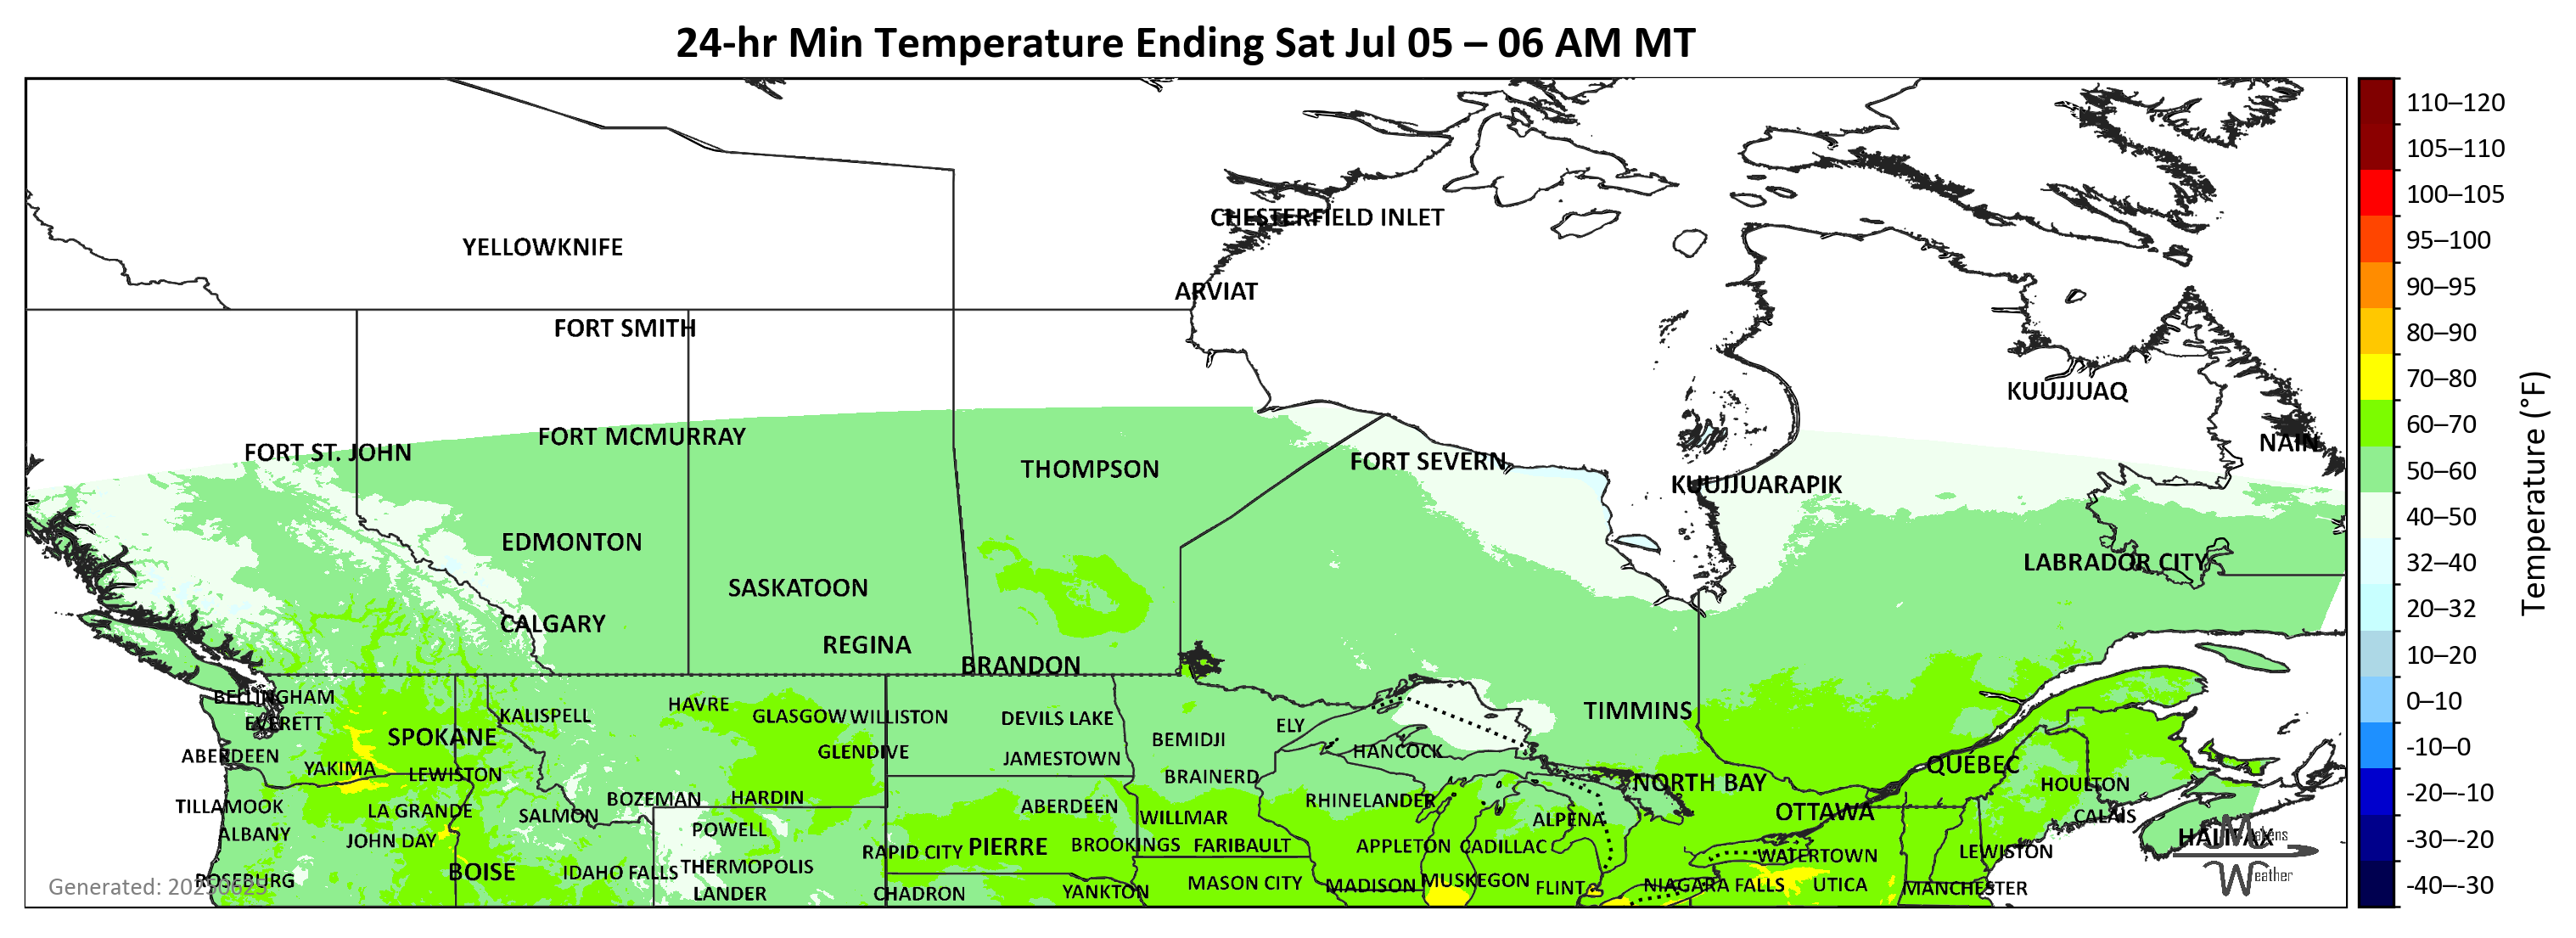 24-hr Min Temperature Ending Sat Jul 05 – 06 AM MT
110–120
105–110
100–105
95–100
90–95
80–90
70–80
60–70
50–60
40–50
32–40
20–32
10–20
0–10
-10–0
-20–-10
-30–-20
-40–-30
Temperature (°F)
CHESTERFIELD INLET
YELLOWKNIFE
ARVIAT
FORT SMITH
KUUJJUAQ
FORT MCMURRAY
NAIN
FORT ST. JOHN
FORT SEVERN
THOMPSON
KUUJJUARAPIK
EDMONTON
LABRADOR CITY
SASKATOON
CALGARY
REGINA
BRANDON
BELLINGHAM
HAVRE
TIMMINS
KALISPELL
GLASGOW
WILLISTON
DEVILS LAKE
EVERETT
ELY
SPOKANE
BEMIDJI
HANCOCK
GLENDIVE
ABERDEEN
JAMESTOWN
QUÉBEC
YAKIMA
LEWISTON
BRAINERD
NORTH BAY
HOULTON
BOZEMAN
HARDIN
RHINELANDER
TILLAMOOK
ABERDEEN
LA GRANDE
SALMON
OTTAWA
CALAIS
WILLMAR
ALPENA
POWELL
ALBANY
HALIFAX
JOHN DAY
BROOKINGS
FARIBAULT
APPLETON
CADILLAC
PIERRE
RAPID CITY
LEWISTON
WATERTOWN
THERMOPOLIS
BOISE
IDAHO FALLS
ROSEBURG
MUSKEGON
MASON CITY
MADISON
NIAGARA FALLS
UTICA
FLINT
MANCHESTER
LANDER
CHADRON
YANKTON
Generated: 20250625
Weather